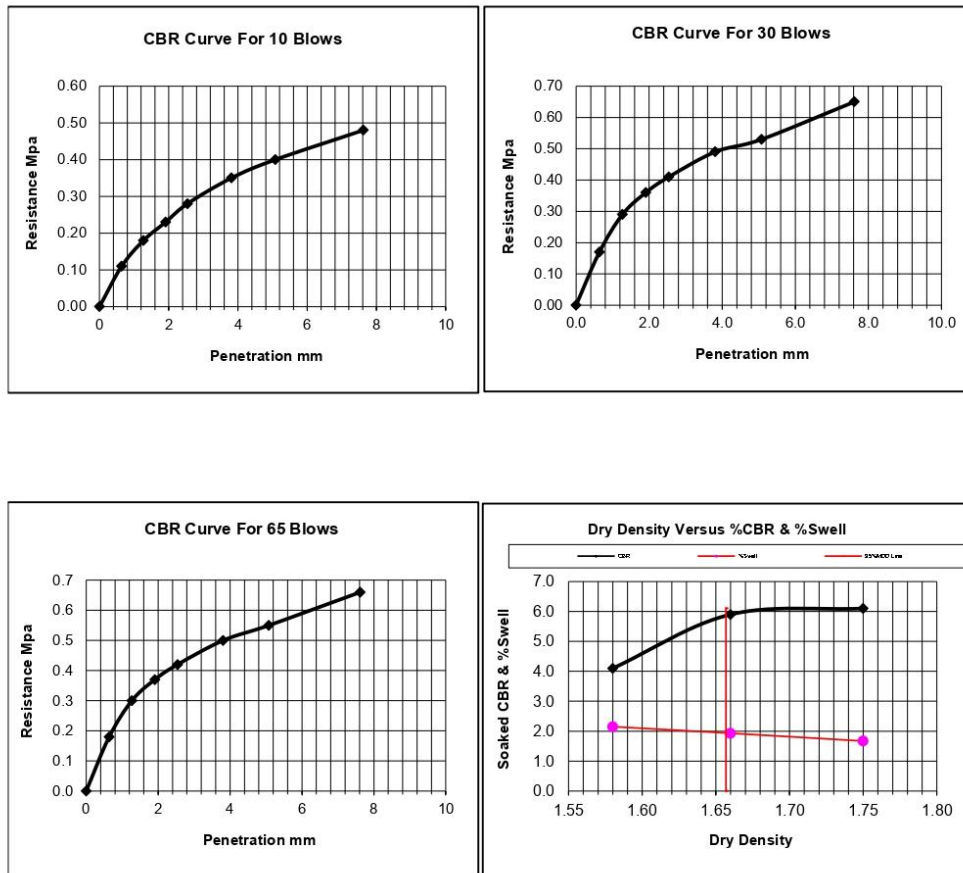 CBR Curve For 10 Blows
0.60
0.50
0.40
0.30
0.20
0.10
0.00
Resistance Mpa
0 2 4 6 8 10
Penetration mm
CBR Curve For 30 Blows
0.70
0.60
0.50
0.40
0.30
0.20
0.10
0.00
Resistance Mpa
0.0 2.0 4.0 6.0 8.0 10.0
Penetration mm
CBR Curve For 65 Blows
0.7
0.6
0.5
0.4
0.3
0.2
0.1
0.0
Resistance Mpa
0 2 4 6 8 10
Penetration mm
Dry Density Versus %CBR & %Swell
CBR %Swell Line
7.0
6.0
5.0
4.0
3.0
2.0
1.0
0.0
Soaked CBR & %Swell
1.55 1.60 1.65 1.70 1.75 1.80
Dry Density